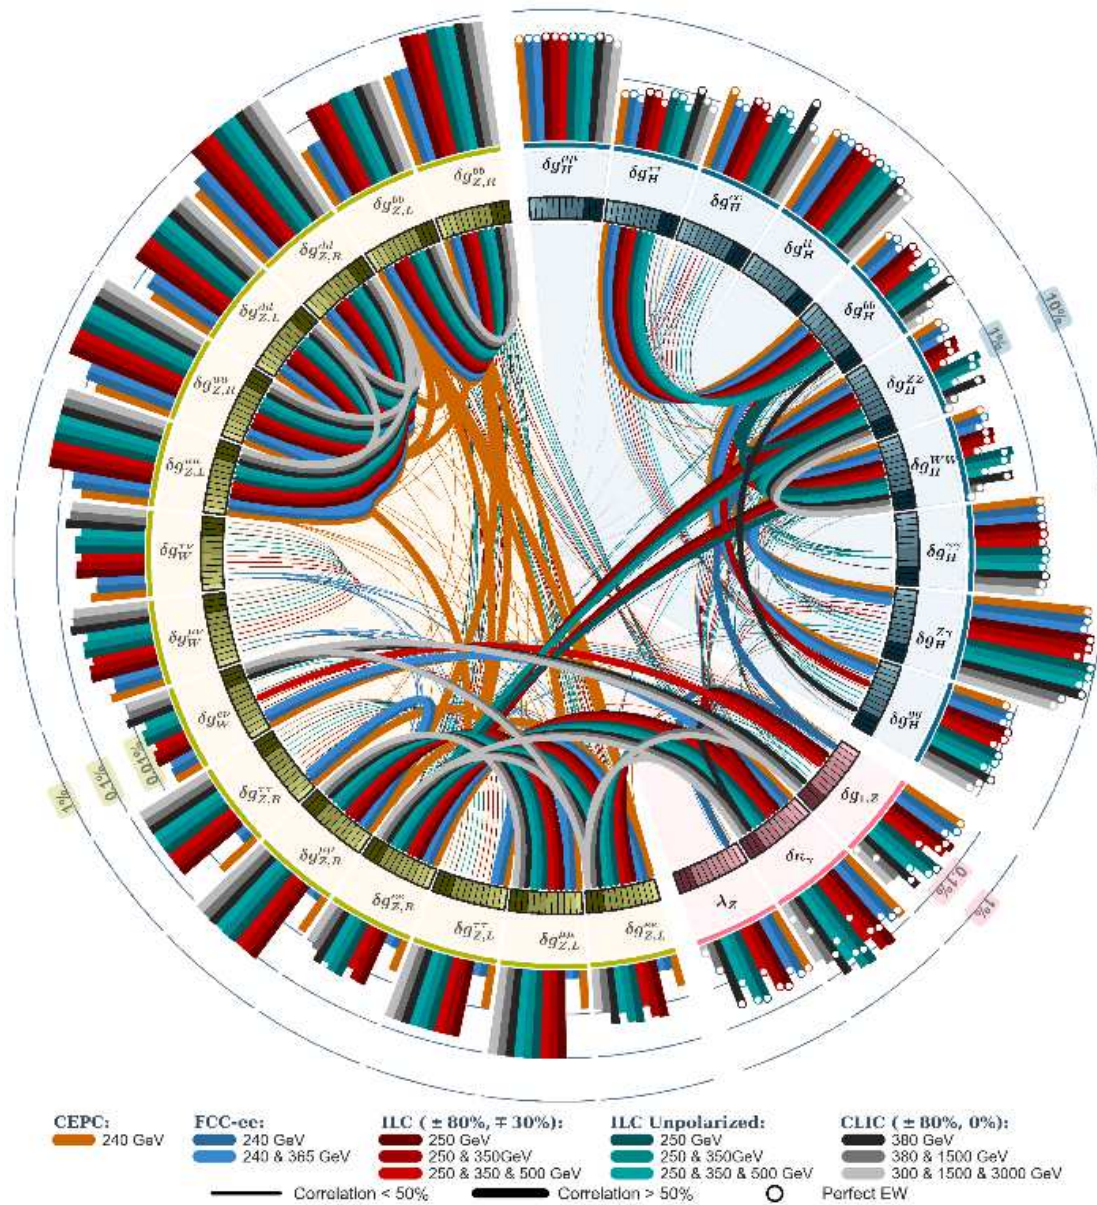 δg_H^{μμ}
δg_H^{ττ}
δg_H^{cc}
δg_H^{tt}
δg_H^{bb}
δg_H^{ZZ}
δg_H^{WW}
δg_H^{γγ}
δg_H^{Zγ}
δg_H^{gg}
δg_{1,Z}
δκ_γ
λ_Z
δg_{Z,L}^{ee}
δg_{Z,L}^{μμ}
δg_{Z,L}^{ττ}
δg_{Z,R}^{ee}
δg_{Z,R}^{μμ}
δg_{Z,R}^{ττ}
δg_W^{eν}
δg_W^{μν}
δg_W^{τν}
δg_{Z,L}^{uu}
δg_{Z,R}^{uu}
δg_{Z,L}^{dd}
δg_{Z,R}^{dd}
δg_{Z,L}^{bb}
δg_{Z,R}^{bb}
10%
1%
0.1%
1%
0.01%
0.1%
1%
CEPC:
240 GeV
FCC-ee:
240 GeV
240 & 365 GeV
ILC ( ± 80%, ∓ 30%):
250 GeV
250 & 350GeV
250 & 350 & 500 GeV
ILC Unpolarized:
250 GeV
250 & 350GeV
250 & 350 & 500 GeV
CLIC ( ± 80%, 0%):
380 GeV
380 & 1500 GeV
300 & 1500 & 3000 GeV
Correlation < 50%
Correlation > 50%
Perfect EW